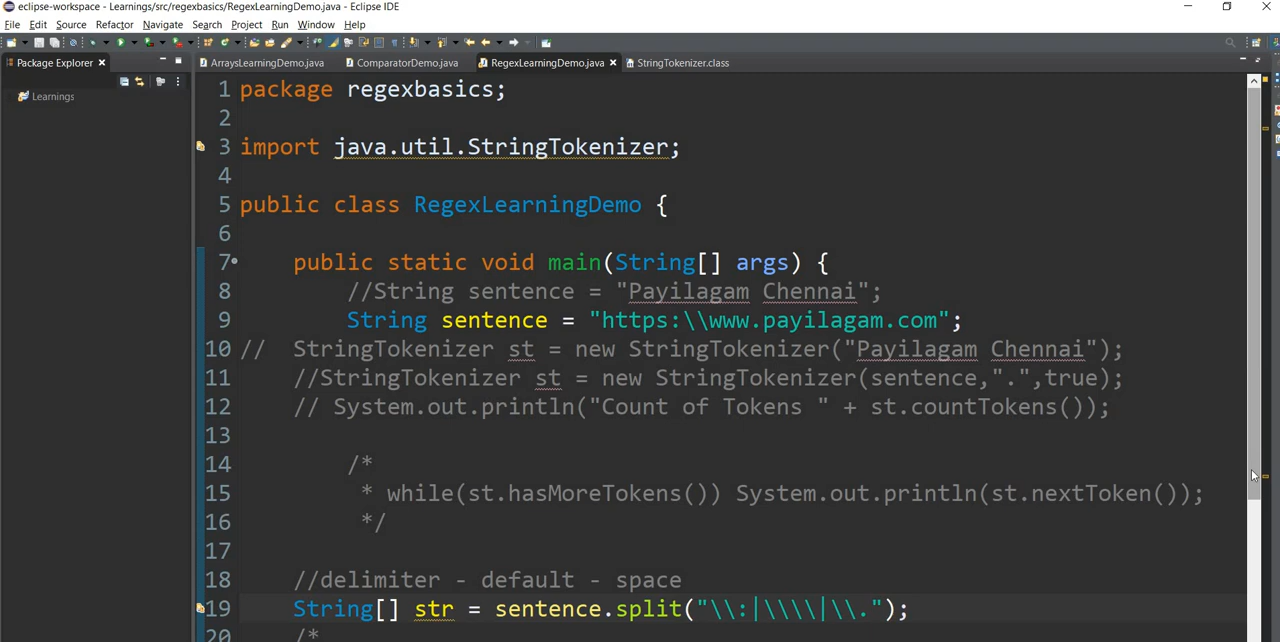 eclipse-workspace - Learnings/src/regexbasics/RegexLearningDemo.java - Eclipse IDE
File Edit Source Refactor Navigate Search Project Run Window Help
Package Explorer
ArraysLearningDemo.java ComparatorDemo.java RegexLearningDemo.java StringTokenizer.class
Learnings
1 package regexbasics;
2
3 import java.util.StringTokenizer;
4
5 public class RegexLearningDemo {
6
7 public static void main(String[] args) {
8 //String sentence = "Payilagam Chennai";
9 String sentence = "https:\\www.payilagam.com";
10 // StringTokenizer st = new StringTokenizer("Payilagam Chennai");
11 //StringTokenizer st = new StringTokenizer(sentence,".",true);
12 // System.out.println("Count of Tokens " + st.countTokens());
13
14 /*
15 * while(st.hasMoreTokens()) System.out.println(st.nextToken());
16 */
17
18 //delimiter - default - space
19 String[] str = sentence.split("\\:|\\\\|\\.");
20 /*